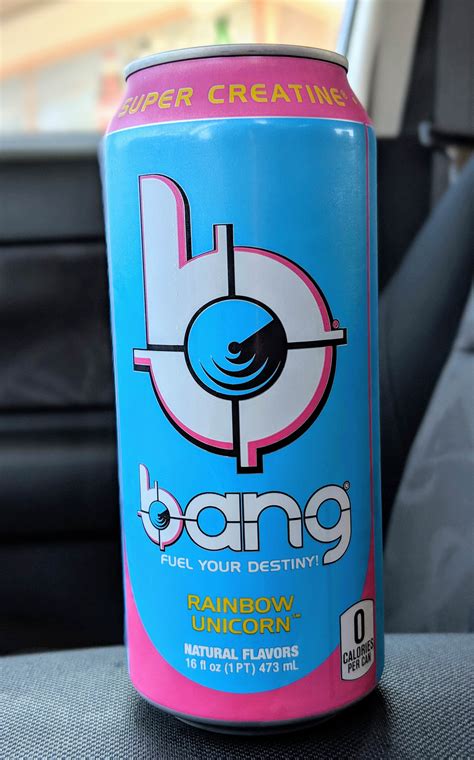 SUPER CREATINE®
b®
bang®
FUEL YOUR DESTINY!
RAINBOW
UNICORN™
NATURAL FLAVORS
16 fl oz (1 PT) 473 mL
0
CALORIES
PER CAN